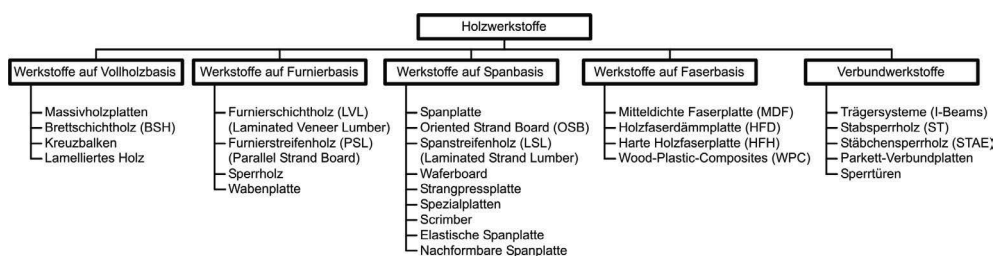 Holzwerkstoffe
Werkstoffe auf Vollholzbasis
Massivholzplatten
Brettschichtholz (BSH)
Kreuzbalken
Lamelliertes Holz
Werkstoffe auf Furnierbasis
Furnierschichtholz (LVL)
(Laminated Veneer Lumber)
Furnierstreifenholz (PSL)
(Parallel Strand Board)
Sperrholz
Wabenplatte
Werkstoffe auf Spanbasis
Spanplatte
Oriented Strand Board (OSB)
Spanstreifenholz (LSL)
(Laminated Strand Lumber)
Waferboard
Strangpressplatte
Spezialplatten
Scrimber
Elastische Spanplatte
Nachformbare Spanplatte
Werkstoffe auf Faserbasis
Mitteldichte Faserplatte (MDF)
Holzfaserdämmplatte (HFD)
Harte Holzfaserplatte (HFH)
Wood-Plastic-Composites (WPC)
Verbundwerkstoffe
Trägersysteme (I-Beams)
Stabsperrholz (ST)
Stäbchensperrholz (STAE)
Parkett-Verbundplatten
Sperrtüren